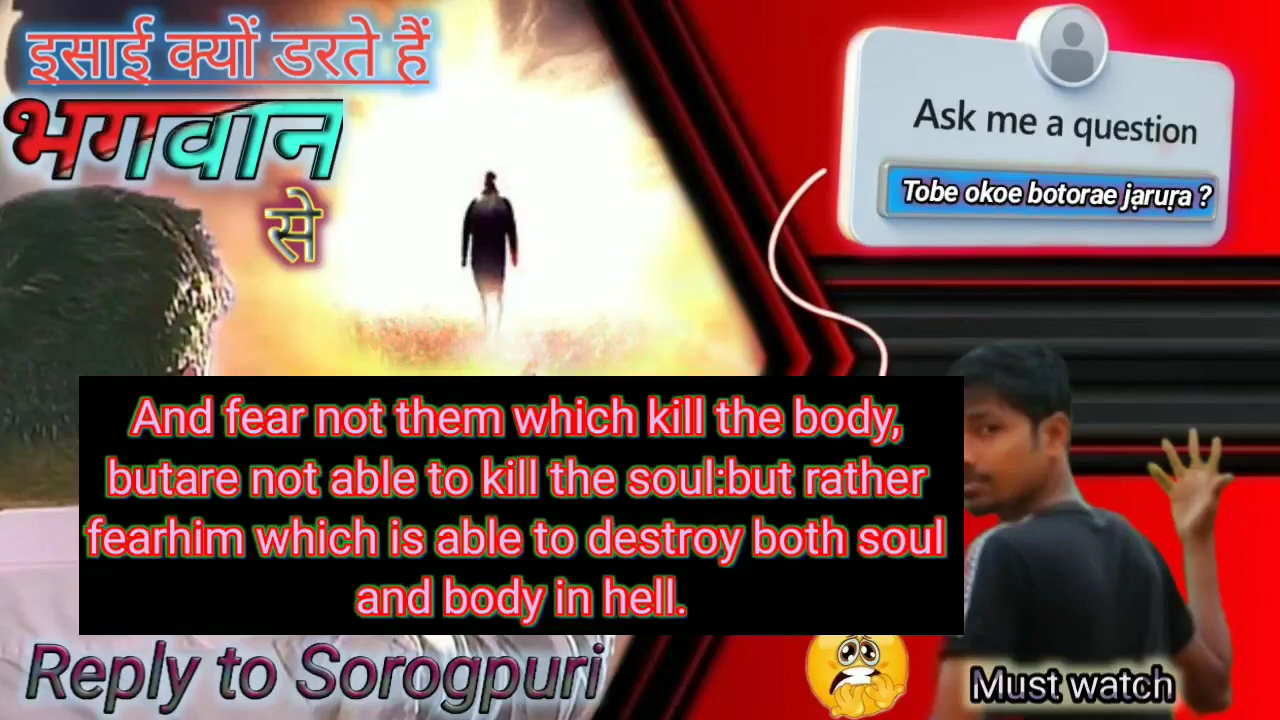 इसाई क्यों डरते हैं
भगवान
से
Ask me a question
Tobe okoe botorae jạruṛa ?
And fear not them which kill the body,
butare not able to kill the soul:but rather
fearhim which is able to destroy both soul
and body in hell.
Reply to Sorogpuri
Must watch